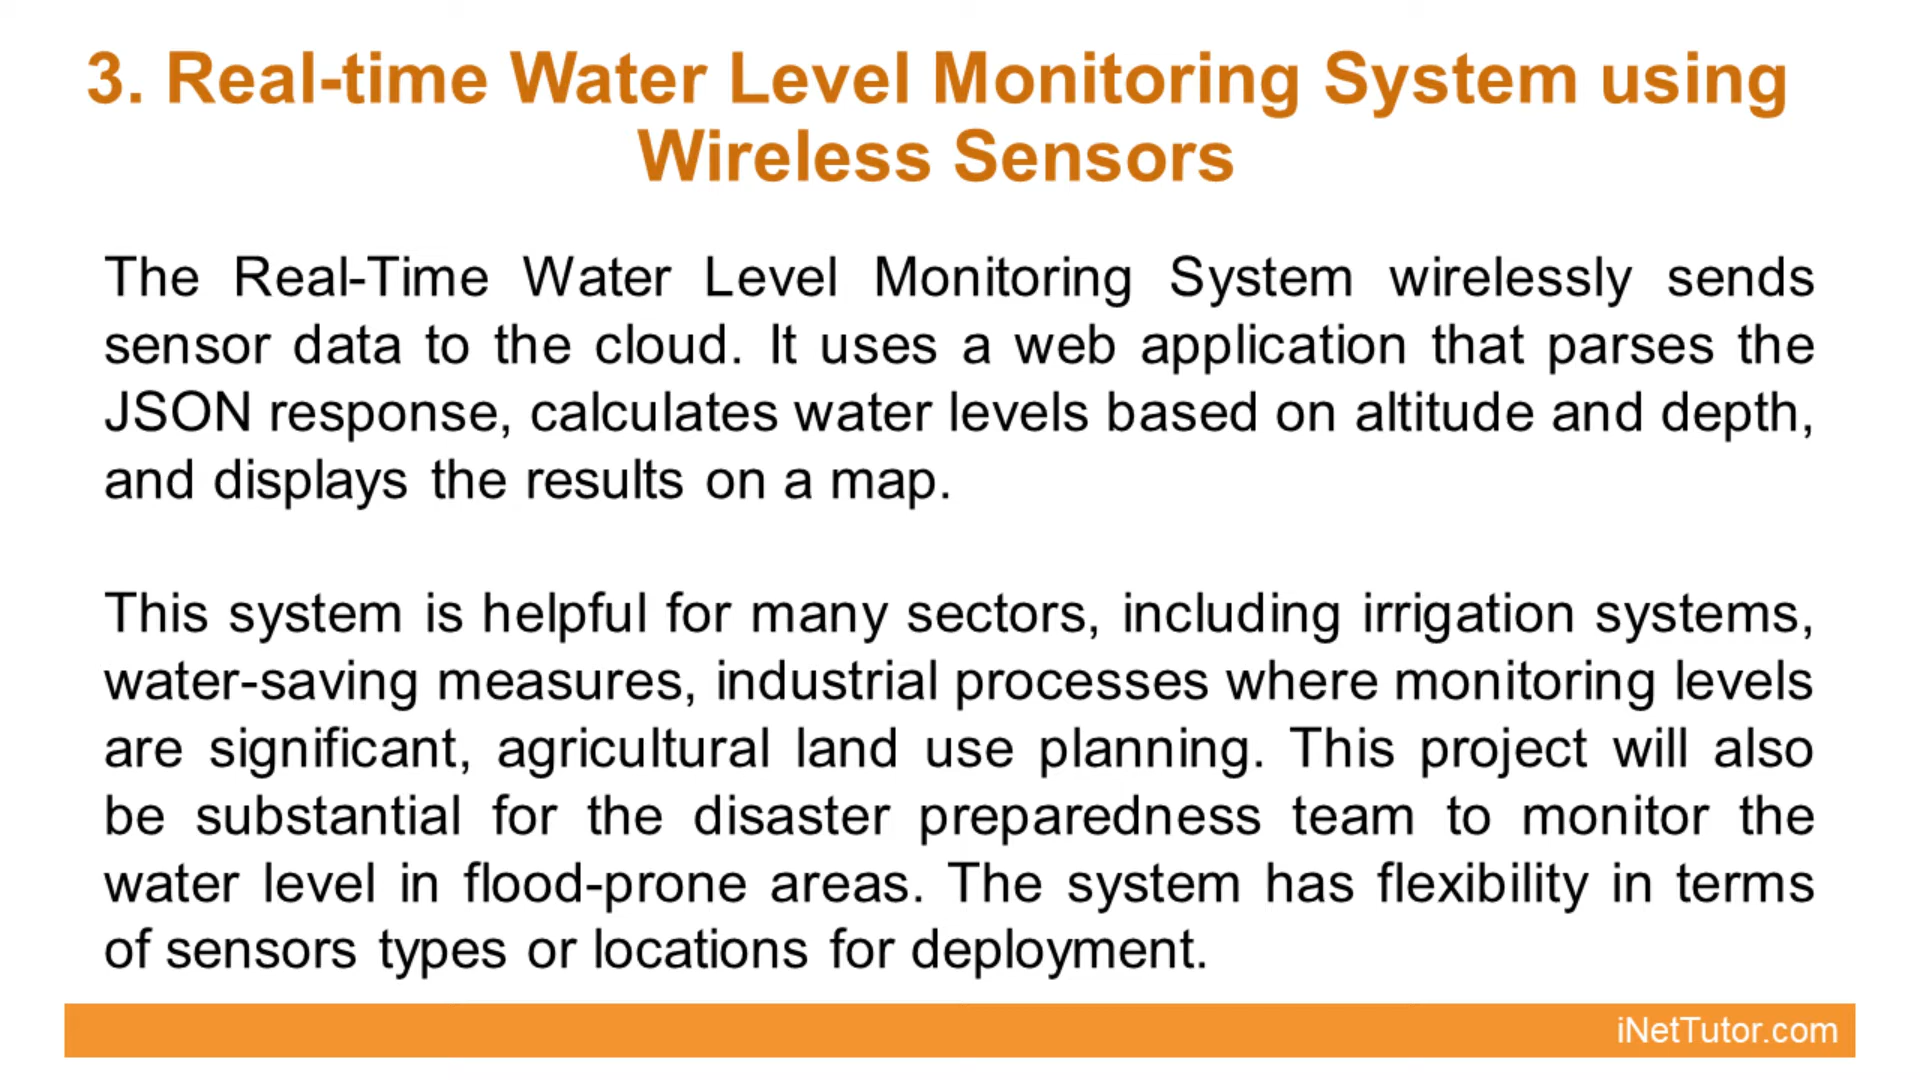 3. Real-time Water Level Monitoring System using
Wireless Sensors
The Real-Time Water Level Monitoring System wirelessly sends
sensor data to the cloud. It uses a web application that parses the
JSON response, calculates water levels based on altitude and depth,
and displays the results on a map.
This system is helpful for many sectors, including irrigation systems,
water-saving measures, industrial processes where monitoring levels
are significant, agricultural land use planning. This project will also
be substantial for the disaster preparedness team to monitor the
water level in flood-prone areas. The system has flexibility in terms
of sensors types or locations for deployment.
iNetTutor.com